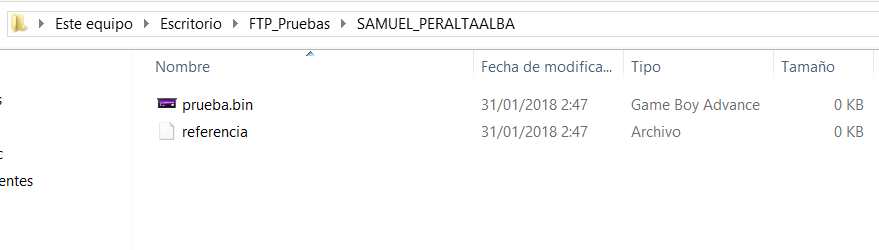 Este equipo Escritorio FTP_Pruebas SAMUEL_PERALTAALBA
Nombre Fecha de modifica... Tipo Tamaño
prueba.bin 31/01/2018 2:47 Game Boy Advance 0 KB
referencia 31/01/2018 2:47 Archivo 0 KB
s
c
entes